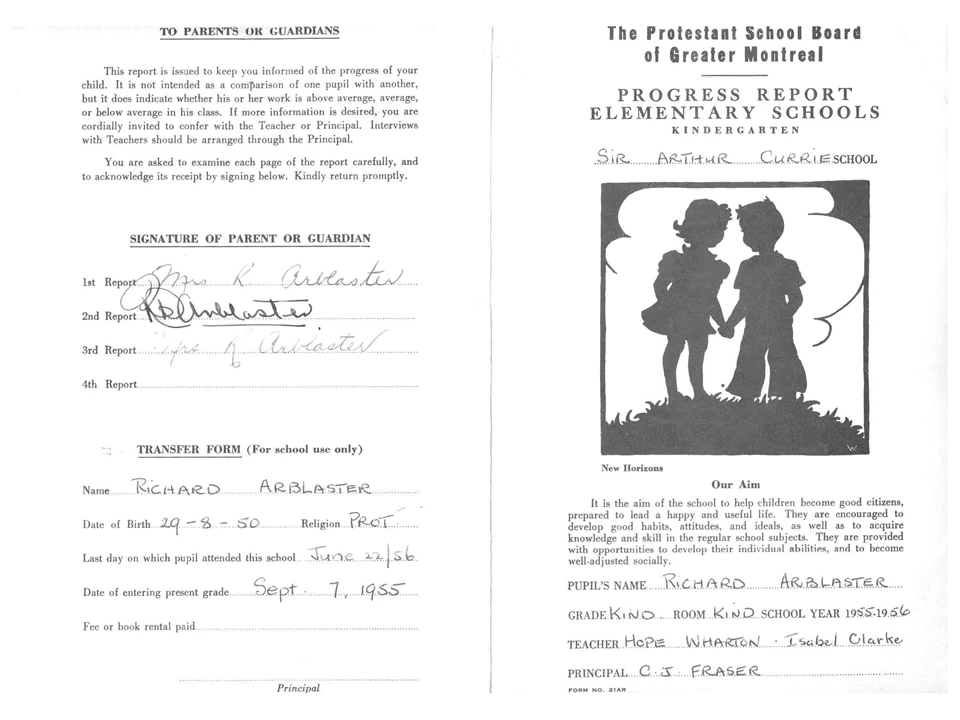 TO PARENTS OR GUARDIANS
This report is issued to keep you informed of the progress of your
child. It is not intended as a comparison of one pupil with another,
but it does indicate whether his or her work is above average, average,
or below average in his class. If more information is desired, you are
cordially invited to confer with the Teacher or Principal. Interviews
with Teachers should be arranged through the Principal.
You are asked to examine each page of the report carefully, and
to acknowledge its receipt by signing below. Kindly return promptly.
SIGNATURE OF PARENT OR GUARDIAN
1st Report Mrs R Arblaster
2nd Report Arblaster
3rd Report Mrs R Arblaster
4th Report
TRANSFER FORM (For school use only)
Name RICHARD ARBLASTER
Date of Birth 29-8-50 Religion PROT.
Last day on which pupil attended this school June 22/56
Date of entering present grade Sept. 7, 1955
Fee or book rental paid
Principal
The Protestant School Board
of Greater Montreal
PROGRESS REPORT
ELEMENTARY SCHOOLS
KINDERGARTEN
SIR ARTHUR CURRIE SCHOOL
W
New Horizons
Our Aim
It is the aim of the school to help children become good citizens,
prepared to lead a happy and useful life. They are encouraged to
develop good habits, attitudes, and ideals, as well as to acquire
knowledge and skill in the regular school subjects. They are provided
with opportunities to develop their individual abilities, and to become
well-adjusted socially.
PUPIL'S NAME RICHARD ARBLASTER
GRADE KIND. ROOM KIND SCHOOL YEAR 1955-1956
TEACHER HOPE WHARTON - Isabel Clarke
PRINCIPAL C.J. FRASER
FORM NO. 21AR